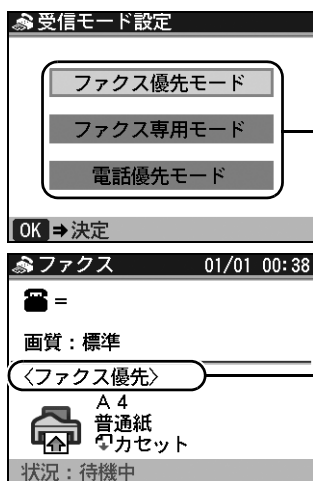 受信モード設定
ファクス優先モード
ファクス専用モード
電話優先モード
OK ➡決定
ファクス 01/01 00:38
=
画質：標準
〈ファクス優先〉
A4
普通紙
カセット
状況：待機中